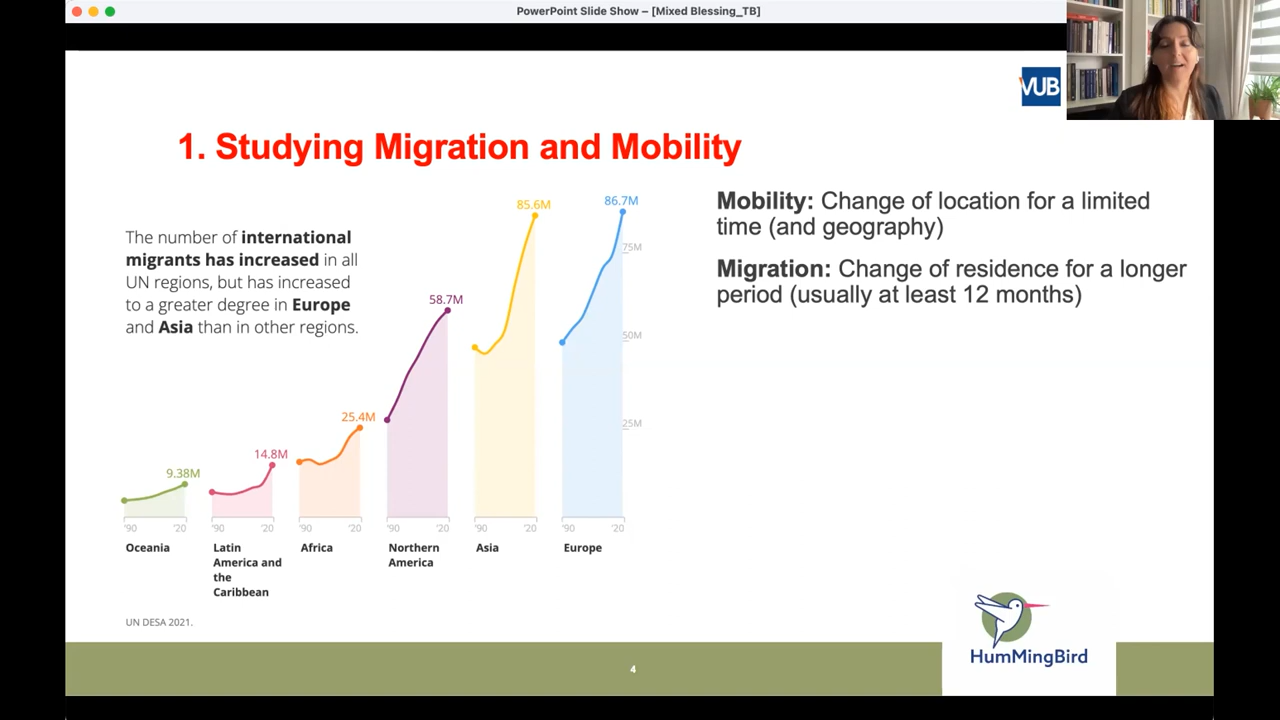 PowerPoint Slide Show – [Mixed Blessing_TB]
VUB
1. Studying Migration and Mobility
The number of international
migrants has increased in all
UN regions, but has increased
to a greater degree in Europe
and Asia than in other regions.
Mobility: Change of location for a limited
time (and geography)
Migration: Change of residence for a longer
period (usually at least 12 months)
9.38M
14.8M
25.4M
58.7M
85.6M
86.7M
75M
50M
25M
'90 '20
'90 '20
'90 '20
'90 '20
'90 '20
'90 '20
Oceania
Latin
America and
the
Caribbean
Africa
Northern
America
Asia
Europe
UN DESA 2021.
4
HumMingBird